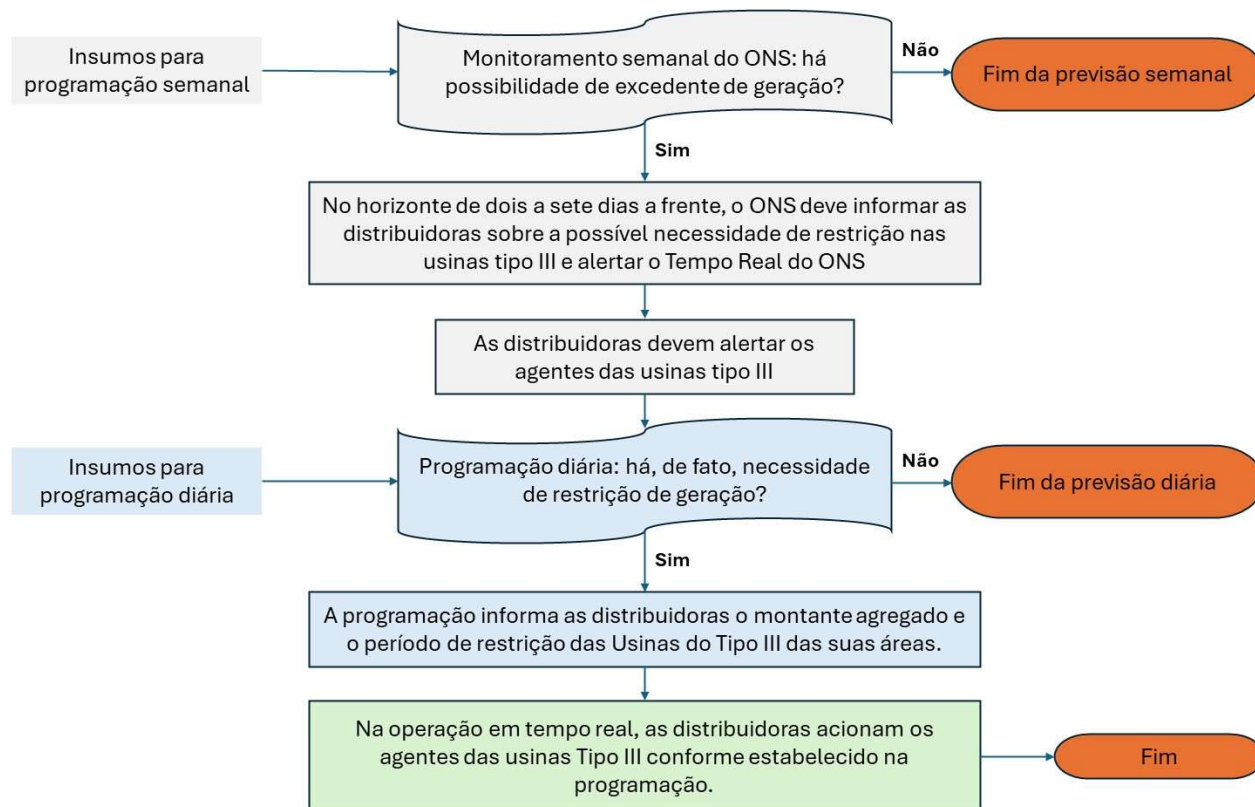 Insumos para
programação semanal
Monitoramento semanal do ONS: há
possibilidade de excedente de geração?
Não
Fim da previsão semanal
Sim
No horizonte de dois a sete dias a frente, o ONS deve informar as
distribuidoras sobre a possível necessidade de restrição nas
usinas tipo III e alertar o Tempo Real do ONS
As distribuidoras devem alertar os
agentes das usinas tipo III
Insumos para
programação diária
Programação diária: há, de fato, necessidade
de restrição de geração?
Não
Fim da previsão diária
Sim
A programação informa as distribuidoras o montante agregado e
o período de restrição das Usinas do Tipo III das suas áreas.
Na operação em tempo real, as distribuidoras acionam os
agentes das usinas Tipo III conforme estabelecido na
programação.
Fim